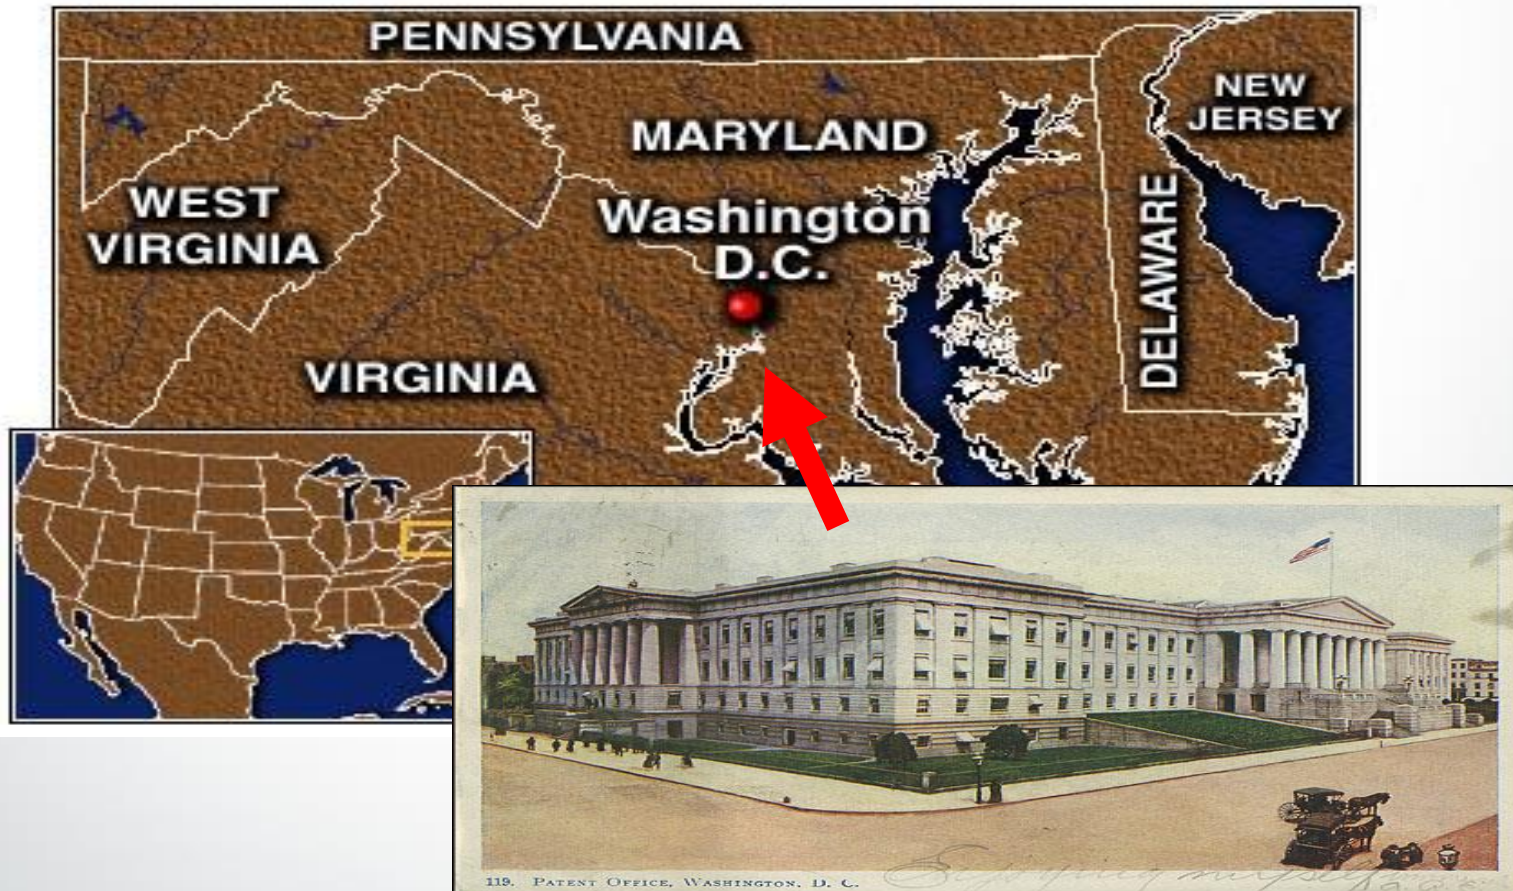 PENNSYLVANIA
NEW
JERSEY
MARYLAND
WEST
VIRGINIA
Washington
D.C.
DELAWARE
VIRGINIA
119. PATENT OFFICE, WASHINGTON, D. C.